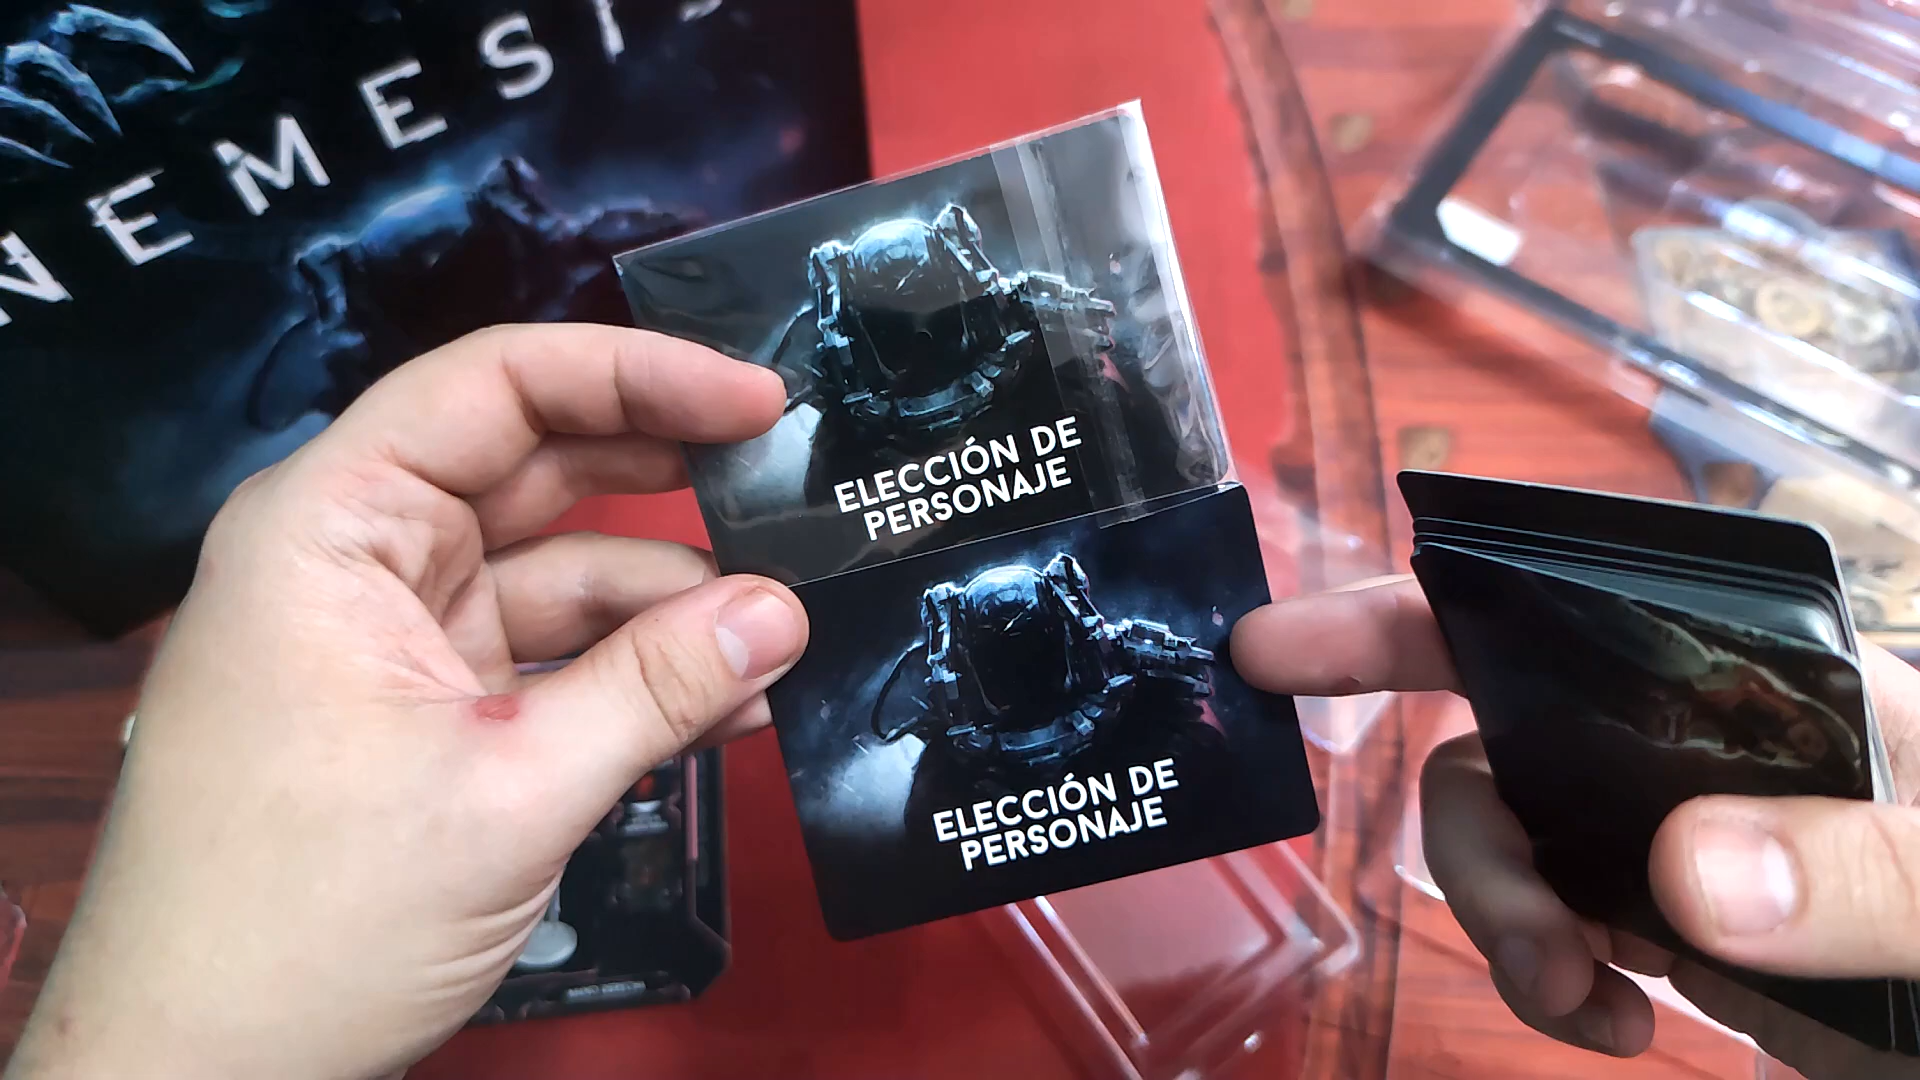 NEMESIS
ELECCIÓN DE
PERSONAJE
ELECCIÓN DE
PERSONAJE